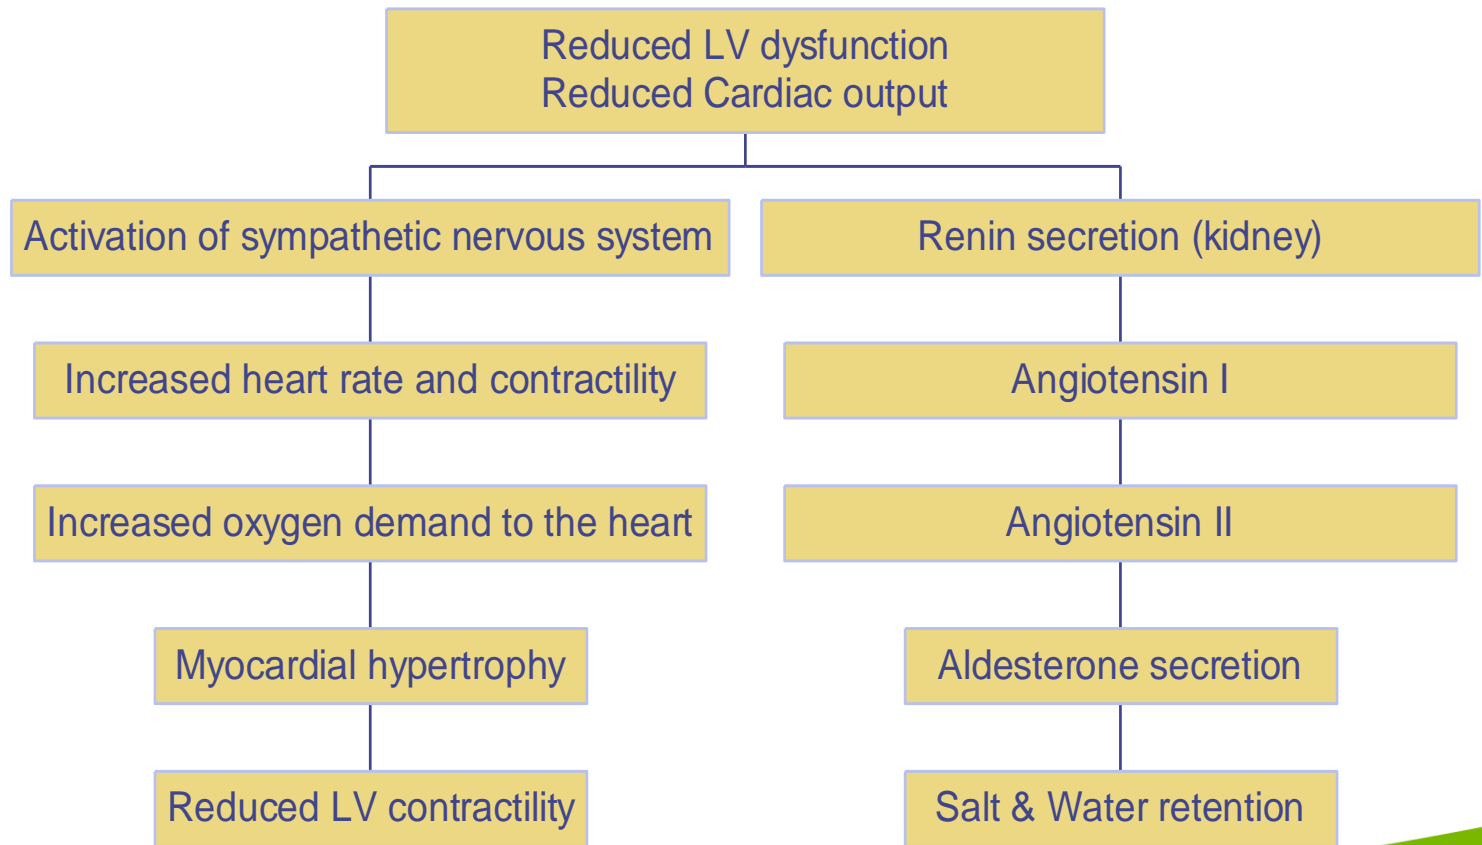 Reduced LV dysfunction
Reduced Cardiac output
Activation of sympathetic nervous system
Renin secretion (kidney)
Increased heart rate and contractility
Angiotensin I
Increased oxygen demand to the heart
Angiotensin II
Myocardial hypertrophy
Aldesterone secretion
Reduced LV contractility
Salt & Water retention